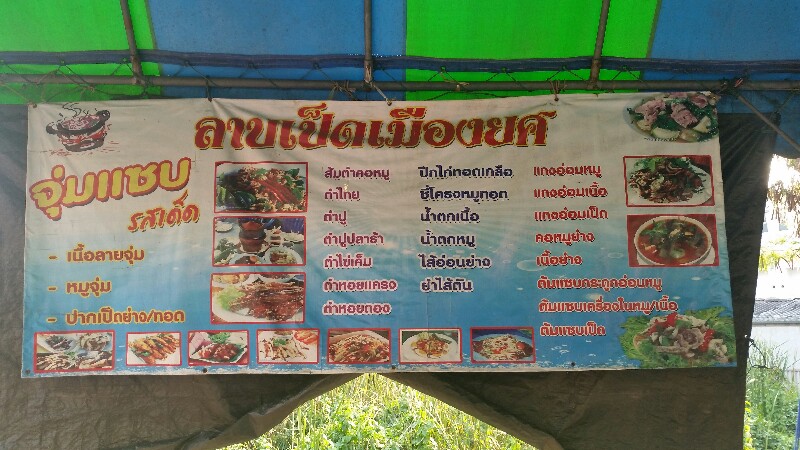 ลาบเป็ดเมืองยศ
จุ่มแซบ
รสเด็ด
- เนื้อลายจุ่ม
- หมูจุ่ม
- ปากเป็ดย่าง/ทอด
ส้มตำคอหมู
ตำไทย
ตำปู
ตำปูปลาร้า
ตำไข่เค็ม
ตำหอยแครง
ตำหอยดอง
ปีกไก่ทอดเกลือ
ซี่โครงหมูทอด
น้ำตกเนื้อ
น้ำตกหมู
ไส้อ่อนย่าง
ยำไส้ตัน
แกงอ่อมหมู
แกงอ่อมเนื้อ
แกงอ่อมเป็ด
คอหมูย่าง
เนื้อย่าง
ต้มแซบกระดูกอ่อนหมู
ต้มแซบเครื่องในหมู/เนื้อ
ต้มแซบเป็ด